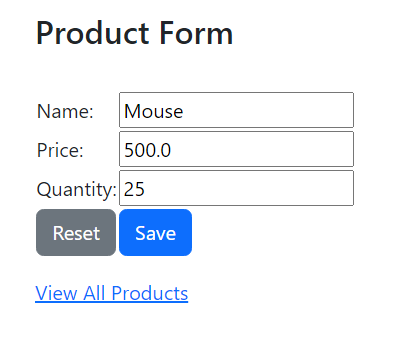 Product Form
Name: Mouse
Price: 500.0
Quantity: 25
Reset Save
View All Products